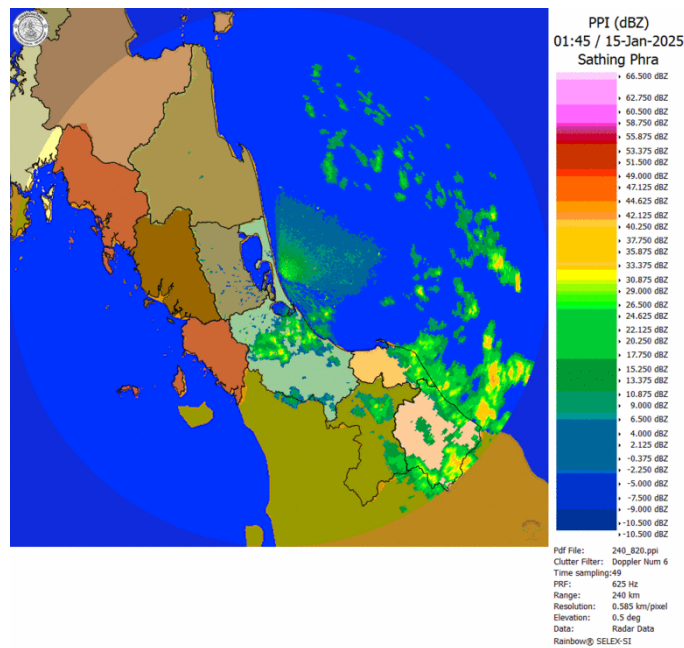 PPI (dBZ)
01:45 / 15-Jan-2025
Sathing Phra
66.500 dBZ
62.750 dBZ
60.500 dBZ
58.750 dBZ
55.875 dBZ
53.375 dBZ
51.500 dBZ
49.000 dBZ
47.125 dBZ
44.625 dBZ
42.125 dBZ
40.250 dBZ
37.750 dBZ
35.875 dBZ
33.375 dBZ
30.875 dBZ
29.000 dBZ
26.500 dBZ
24.625 dBZ
22.125 dBZ
20.250 dBZ
17.750 dBZ
15.250 dBZ
13.375 dBZ
10.875 dBZ
9.000 dBZ
6.500 dBZ
4.000 dBZ
2.125 dBZ
-0.375 dBZ
-2.250 dBZ
-5.000 dBZ
-7.500 dBZ
-9.000 dBZ
-10.500 dBZ
-10.500 dBZ
Pdf File: 240_820.ppi
Clutter Filter: Doppler Num 6
Time sampling:49
PRF: 625 Hz
Range: 240 km
Resolution: 0.585 km/pixel
Elevation: 0.5 deg
Data: Radar Data
Rainbow® SELEX-SI